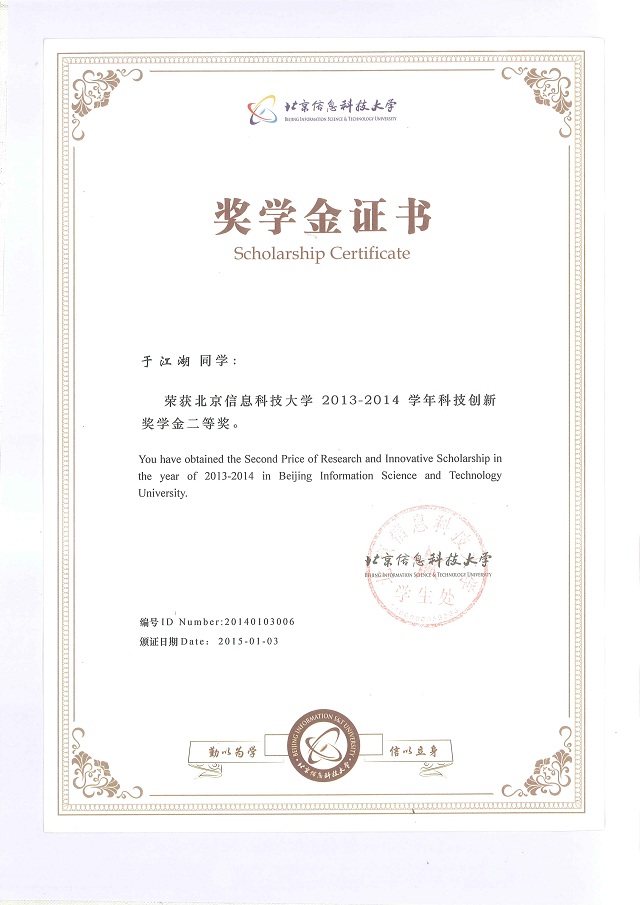 北京信息科技大学
BEIJING INFORMATION SCIENCE & TECHNOLOGY UNIVERSITY
奖学金证书
Scholarship Certificate
于江湖 同学：
荣获北京信息科技大学 2013-2014 学年科技创新
奖学金二等奖。
You have obtained the Second Price of Research and Innovative Scholarship in
the year of 2013-2014 in Beijing Information Science and Technology
University.
北京信息科技大学
BEIJING INFORMATION SCIENCE & TECHNOLOGY UNIVERSITY
学生处
编号ID Number:20140103006
颁证日期Date: 2015-01-03
勤以为学
信以立身
BEIJING INFORMATION S&T UNIVERSITY
北京信息科技大学